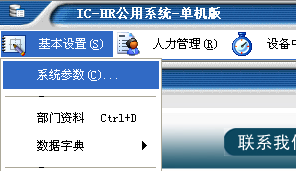 IC-HR公用系统-单机版
基本设置(S) 人力管理(R) 设备
系统参数(C)...
部门资料 Ctrl+D
数据字典
联系我